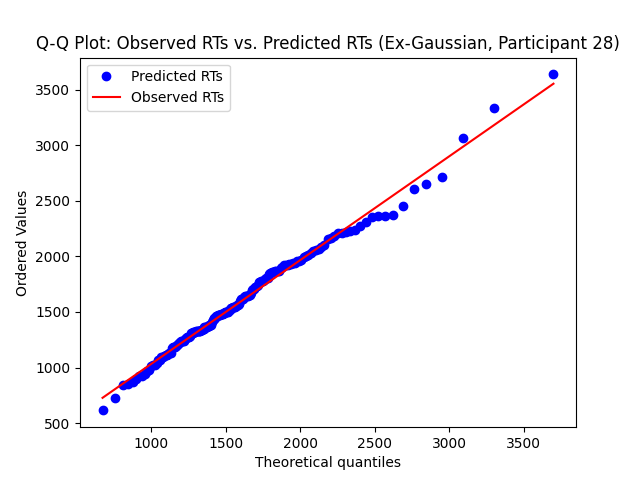 Q-Q Plot: Observed RTs vs. Predicted RTs (Ex-Gaussian, Participant 28)
Predicted RTs
Observed RTs
Ordered Values
3500
3000
2500
2000
1500
1000
500
1000 1500 2000 2500 3000 3500
Theoretical quantiles